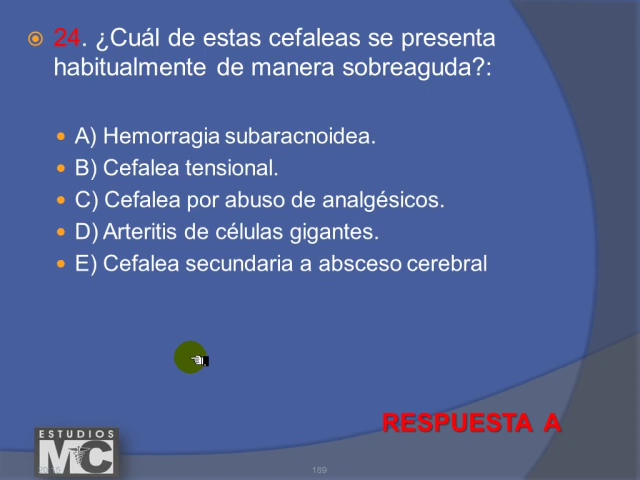 24. ¿Cuál de estas cefaleas se presenta
habitualmente de manera sobreaguda?:
A) Hemorragia subaracnoidea.
B) Cefalea tensional.
C) Cefalea por abuso de analgésicos.
D) Arteritis de células gigantes.
E) Cefalea secundaria a absceso cerebral
RESPUESTA A
ESTUDIOS
MC
189